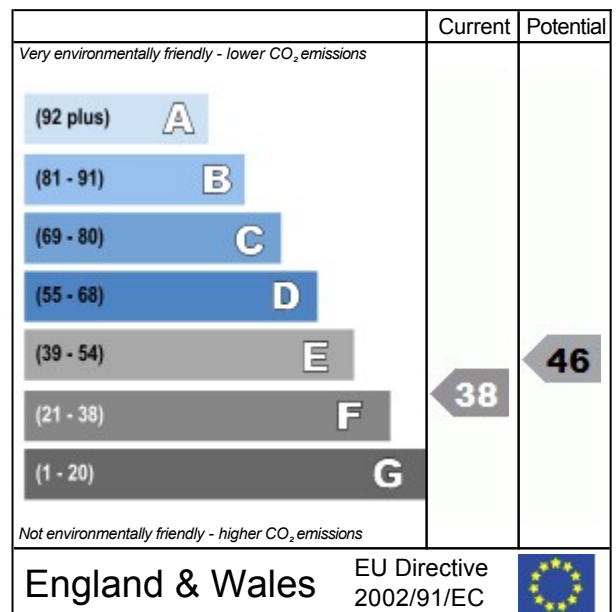 Current Potential
Very environmentally friendly - lower CO₂ emissions
(92 plus) A
(81 - 91) B
(69 - 80) C
(55 - 68) D
(39 - 54) E
46
38
(21 - 38) F
(1 - 20) G
Not environmentally friendly - higher CO₂ emissions
England & Wales
EU Directive
2002/91/EC